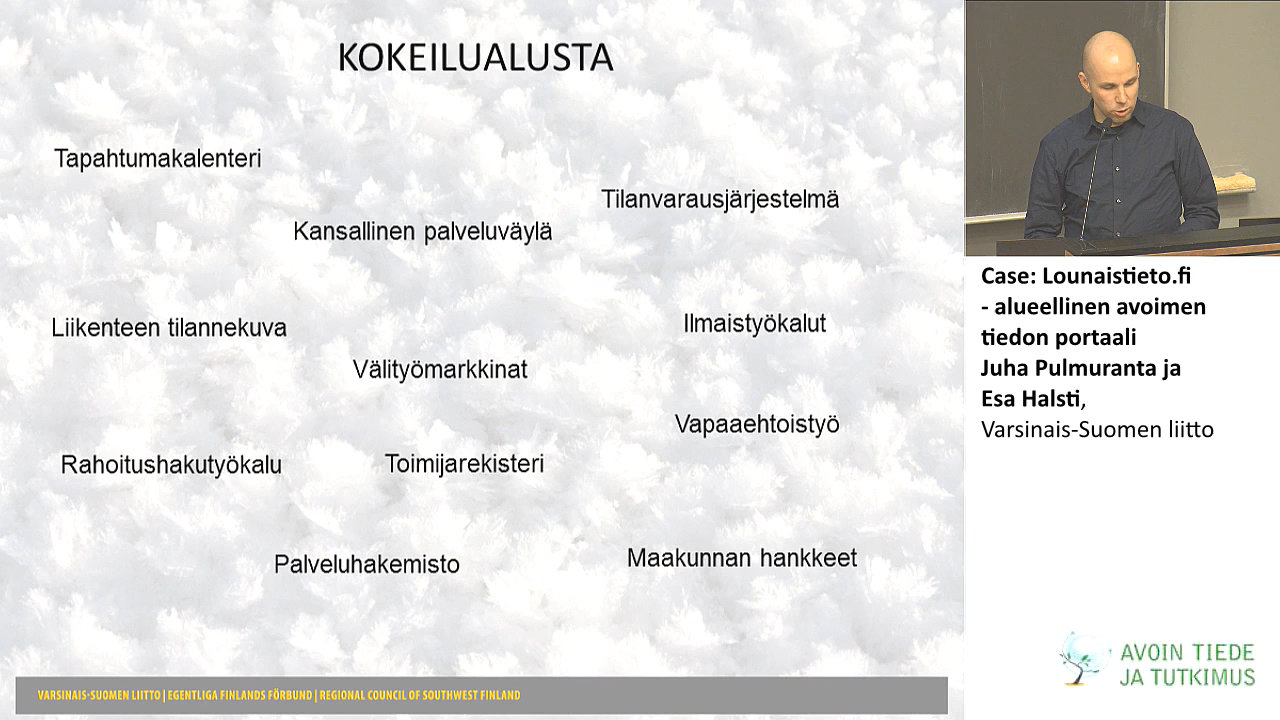 KOKEILUALUSTA
Tapahtumakalenteri
Tilanvarausjärjestelmä
Kansallinen palveluväylä
Liikenteen tilannekuva
Ilmaistyökalut
Välityömarkkinat
Vapaaehtoistyö
Rahoitushakutyökalu
Toimijarekisteri
Palveluhakemisto
Maakunnan hankkeet
VARSINAIS-SUOMEN LIITTO | EGENTLIGA FINLANDS FÖRBUND | REGIONAL COUNCIL OF SOUTHWEST FINLAND
Case: Lounaistieto.fi
- alueellinen avoimen
tiedon portaali
Juha Pulmuranta ja
Esa Halsti,
Varsinais-Suomen liitto
AVOIN TIEDE
JA TUTKIMUS